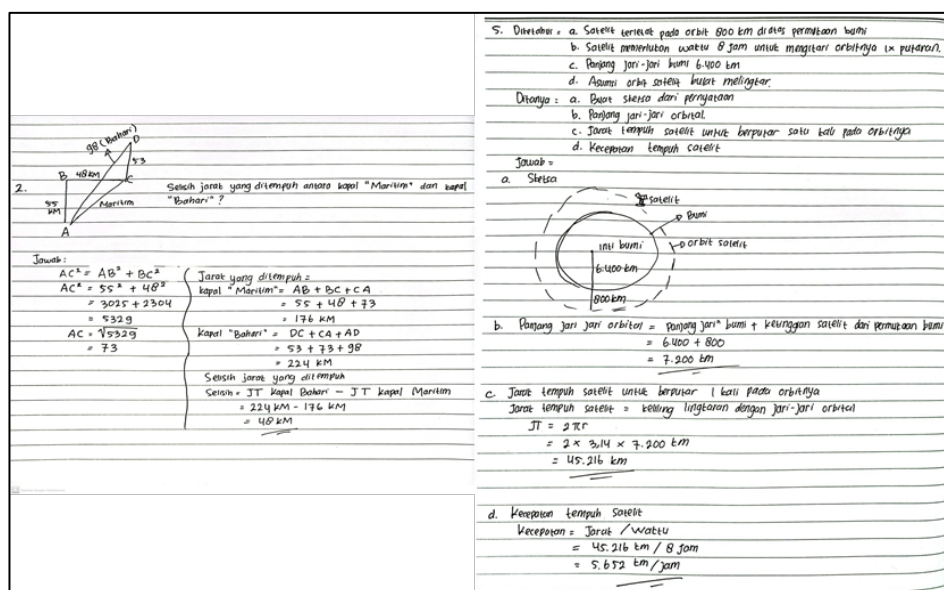 2.
98 (Bahari)
D
53
B
48 KM
C
55
KM
Maritim
A
Selisih jarak yang ditempuh antara kapal "Maritim" dan kapal
"Bahari" ?
Jawab :
AC² = AB² + BC²
AC² = 55² + 48²
= 3025 + 2304
= 5329
AC = √5329
= 73
Jarak yang ditempuh =
kapal "Maritim" = AB + BC + CA
= 55 + 48 + 73
= 176 KM
Kapal "Bahari" = DC + CA + AD
= 53 + 73 + 98
= 224 KM
Selisih jarak yang ditempuh
Selisih = JT Kapal Bahari - JT kapal Maritim
= 224 KM - 176 KM
= 48 KM
5. Diketahui = a. Satelit terletak pada orbit 800 km diatas permukaan bumi
b. Satelit memerlukan waktu 8 jam untuk mengitari orbitnya 1x putaran.
c. Panjang jari-jari bumi 6.400 km
d. Asumsi orbit satelit bulat melingkar.
Ditanya : a. Buat sketsa dari pernyataan
b. Panjang jari-jari orbital.
c. Jarak tempuh satelit untuk berputar satu kali pada orbitnya
d. Kecepatan tempuh satelit
Jawab =
a. Sketsa
satelit
Bumi
orbit satelit
inti bumi
6.400 km
800 km
b. Panjang jari jari orbital = panjang jari² bumi + ketinggian satelit dari permukaan bumi
= 6.400 + 800
= 7.200 km
c. Jarak tempuh satelit untuk berputar 1 kali pada orbitnya
Jarak tempuh satelit = keliling lingkaran dengan jari-jari orbital
JT = 2πr
= 2 × 3,14 × 7.200 km
= 45.216 km
d. Kecepatan tempuh satelit
Kecepatan = Jarak / waktu
= 45.216 km / 8 jam
= 5.652 km/jam